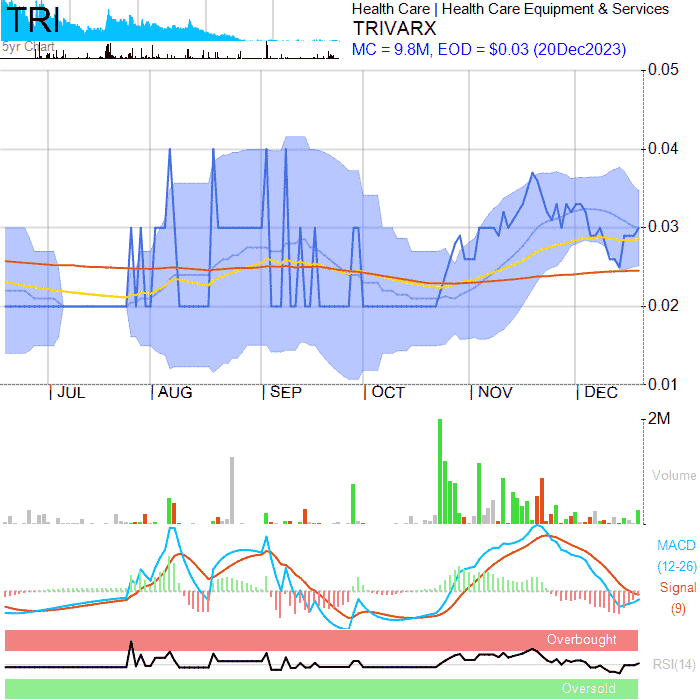 TRI
5yr Chart
Health Care | Health Care Equipment & Services
TRIVARX
MC = 9.8M, EOD = $0.03 (20Dec2023)
0.05
0.04
0.03
0.02
0.01
JUL
AUG
SEP
OCT
NOV
DEC
2M
Volume
MACD
(12-26)
Signal
(9)
Overbought
RSI(14)
Oversold